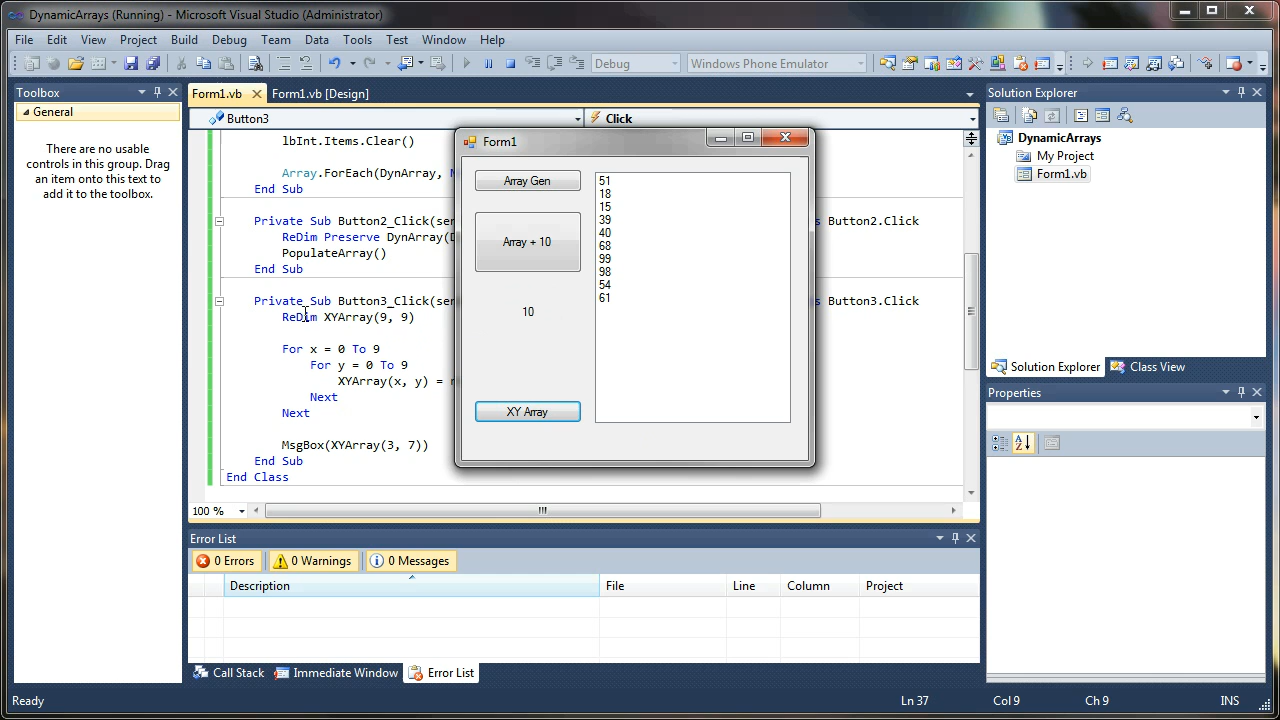 DynamicArrays (Running) - Microsoft Visual Studio (Administrator)
File Edit View Project Build Debug Team Data Tools Test Window Help
Debug
Windows Phone Emulator
Toolbox
General
There are no usable
controls in this group. Drag
an item onto this text to
add it to the toolbox.
Form1.vb
Form1.vb [Design]
Button3
Click
lbInt.Items.Clear()
Array.ForEach(DynArray,
End Sub
Private Sub Button2_Click( Button2.Click
ReDim Preserve DynArray(
PopulateArray()
End Sub
Private Sub Button3_Click( Button3.Click
ReDim XYArray(9, 9)
For x = 0 To 9
For y = 0 To 9
XYArray(x, y) =
Next
Next
MsgBox(XYArray(3, 7))
End Sub
End Class
100 %
Form1
Array Gen
Array + 10
10
XY Array
51
18
15
39
40
68
99
98
54
61
Error List
0 Errors
0 Warnings
0 Messages
Description File Line Column Project
Call Stack
Immediate Window
Error List
Solution Explorer
DynamicArrays
My Project
Form1.vb
Solution Explorer
Class View
Properties
Ready
Ln 37 Col 9 Ch 9 INS